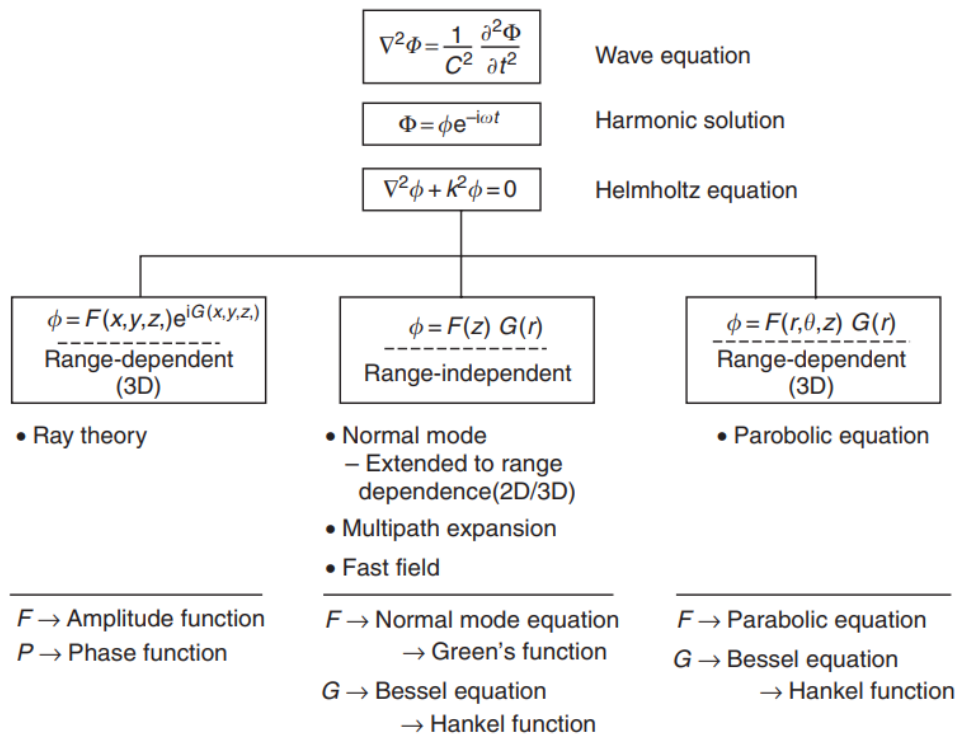 ∇²Φ = 1/C² ∂²Φ/∂t²
Wave equation
Φ = ϕe^−iωt
Harmonic solution
∇²ϕ + k²ϕ = 0
Helmholtz equation
ϕ = F(x,y,z,)e^iG(x,y,z,)
Range-dependent
(3D)
• Ray theory
F → Amplitude function
P → Phase function
ϕ = F(z) G(r)
Range-independent
• Normal mode
– Extended to range
dependence(2D/3D)
• Multipath expansion
• Fast field
F → Normal mode equation
→ Green's function
G → Bessel equation
→ Hankel function
ϕ = F(r,θ,z) G(r)
Range-dependent
(3D)
• Parobolic equation
F → Parabolic equation
G → Bessel equation
→ Hankel function